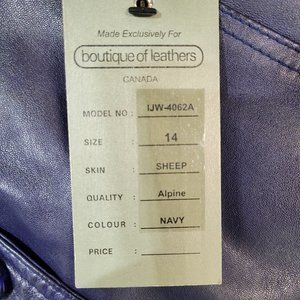 Made Exclusively For
boutique of leathers
CANADA
MODEL NO : IJW-4062A
SIZE : 14
SKIN : SHEEP
QUALITY : Alpine
COLOUR : NAVY
PRICE :